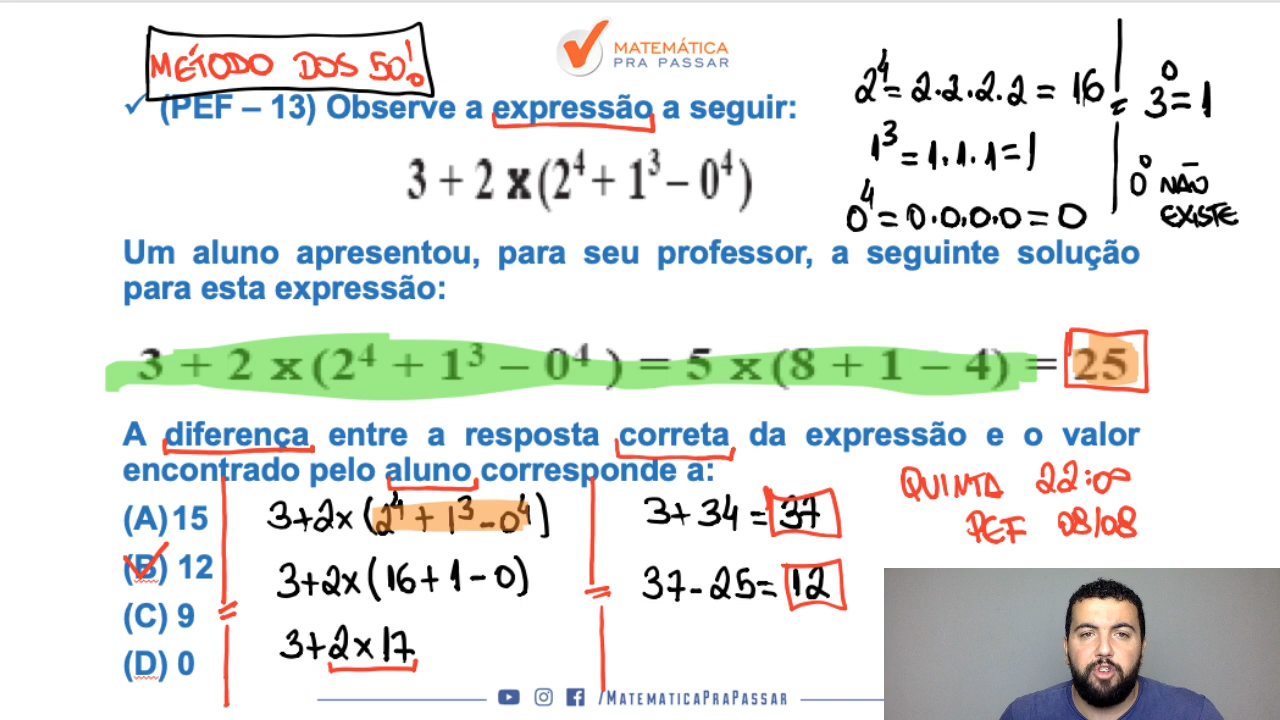 MÉTODO DOS 50!
MATEMÁTICA
PRA PASSAR
✓ (PEF – 13) Observe a expressão a seguir:
3 + 2 x (2⁴ + 1³ – 0⁴)
2⁴ = 2.2.2.2 = 16
1³ = 1.1.1 = 1
0⁴ = 0.0.0.0 = 0
3⁰ = 1
0⁰ NÃO
EXISTE
Um aluno apresentou, para seu professor, a seguinte solução
para esta expressão:
3 + 2 x (2⁴ + 1³ – 0⁴) = 5 x (8 + 1 – 4) = 25
A diferença entre a resposta correta da expressão e o valor
encontrado pelo aluno corresponde a:
(A) 15
(B) 12
(C) 9
(D) 0
3+2x(2⁴+1³-0⁴)
3+2x(16+1-0)
3+2x17
3+34=37
37-25=12
QUINTA 22:00
PEF 08/08
/MATEMATICAPRAPASSAR